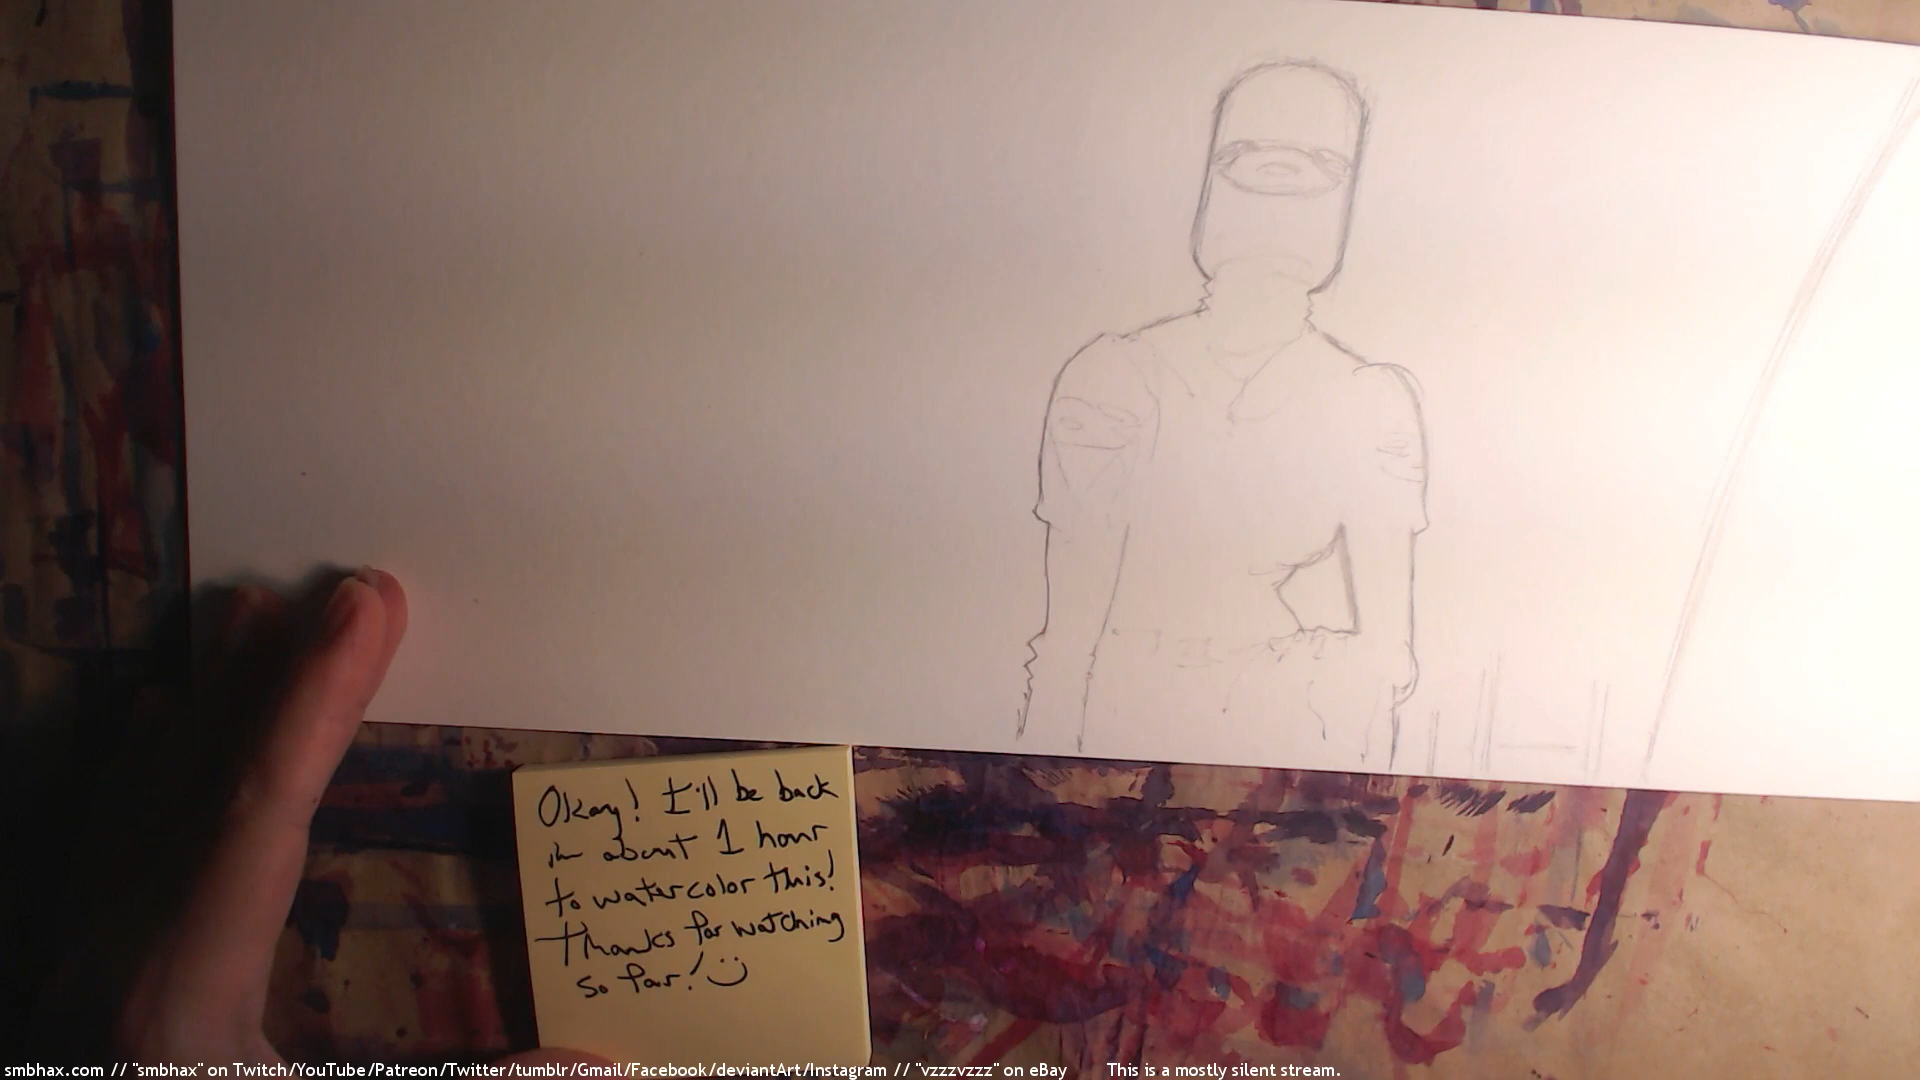 Okay! I'll be back
in about 1 hour
to watercolor this!
Thanks for watching
so far! :)
smbhax.com // "smbhax" on Twitch/YouTube/Patreon/Twitter/tumblr/Gmail/Facebook/deviantArt/Instagram // "vzzzvzzz" on eBay This is a mostly silent stream.